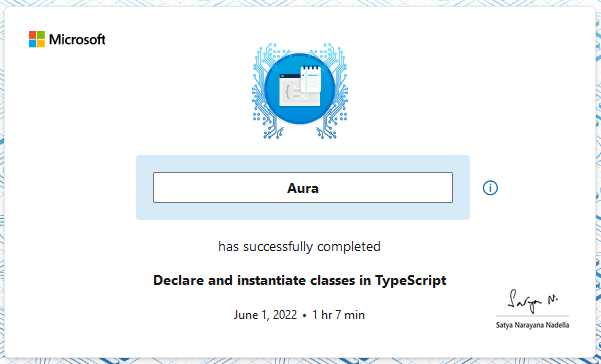 Microsoft
Aura
has successfully completed
Declare and instantiate classes in TypeScript
June 1, 2022 • 1 hr 7 min
Satya N.
Satya Narayana Nadella